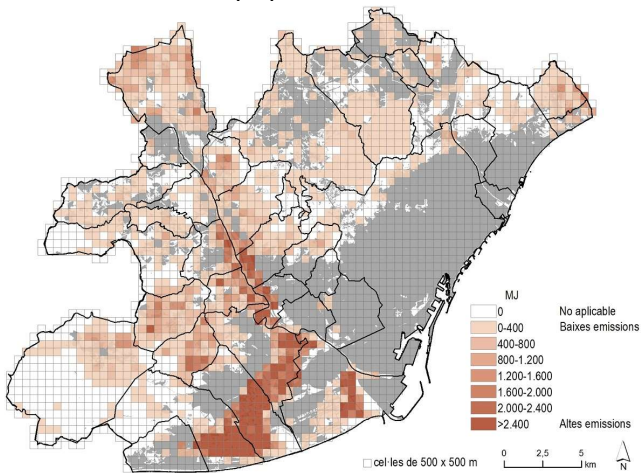 MJ
0 No aplicable
0-400 Baixes emissions
400-800
800-1.200
1.200-1.600
1.600-2.000
2.000-2.400
>2.400 Altes emissions
cel·les de 500 x 500 m
0 2,5 5
km
N